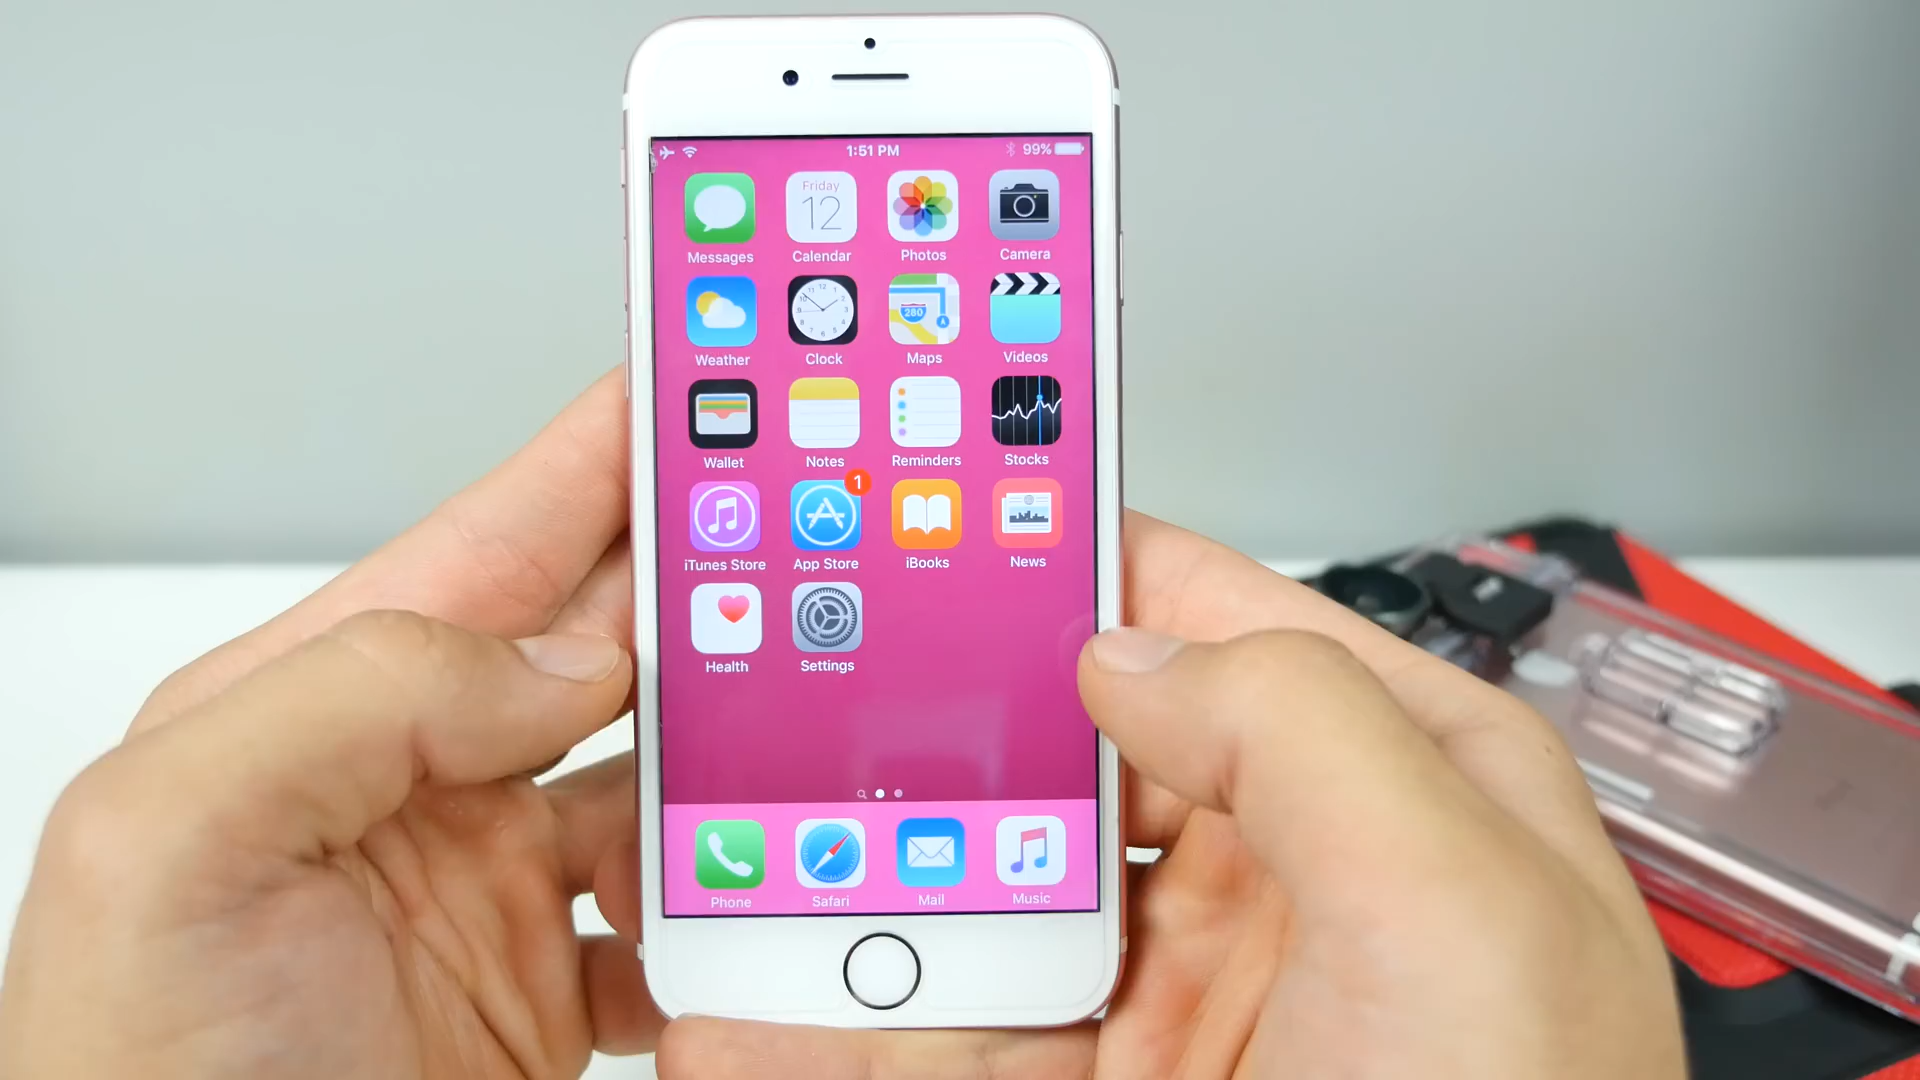 1:51 PM 99%
Friday
12
Messages Calendar Photos Camera
280
Weather Clock Maps Videos
Wallet Notes Reminders Stocks
1
iTunes Store App Store iBooks News
Health Settings
Phone Safari Mail Music